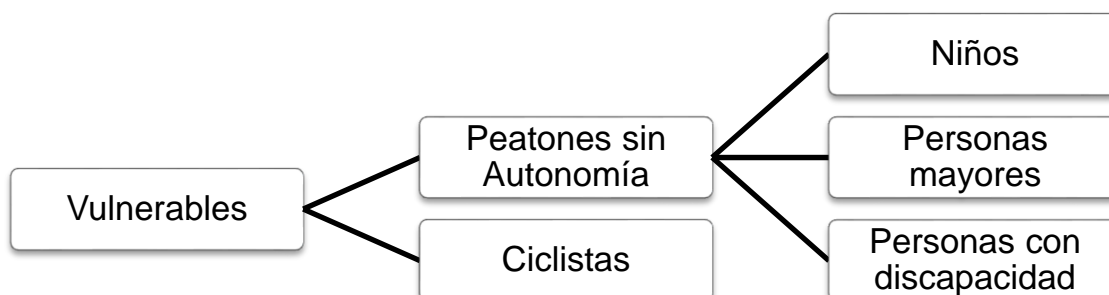 Vulnerables
Peatones sin
Autonomía
Ciclistas
Niños
Personas
mayores
Personas con
discapacidad